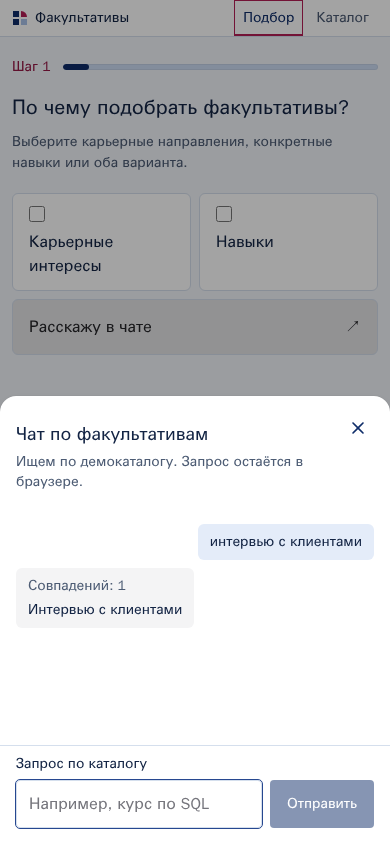 Факультативы
Подбор
Каталог
Шаг 1
По чему подобрать факультативы?
Выберите карьерные направления, конкретные
навыки или оба варианта.
Карьерные
интересы
Навыки
Расскажу в чате ↗
Чат по факультативам
Ищем по демокаталогу. Запрос остаётся в
браузере.
интервью с клиентами
Совпадений: 1
Интервью с клиентами
Запрос по каталогу
Например, курс по SQL
Отправить